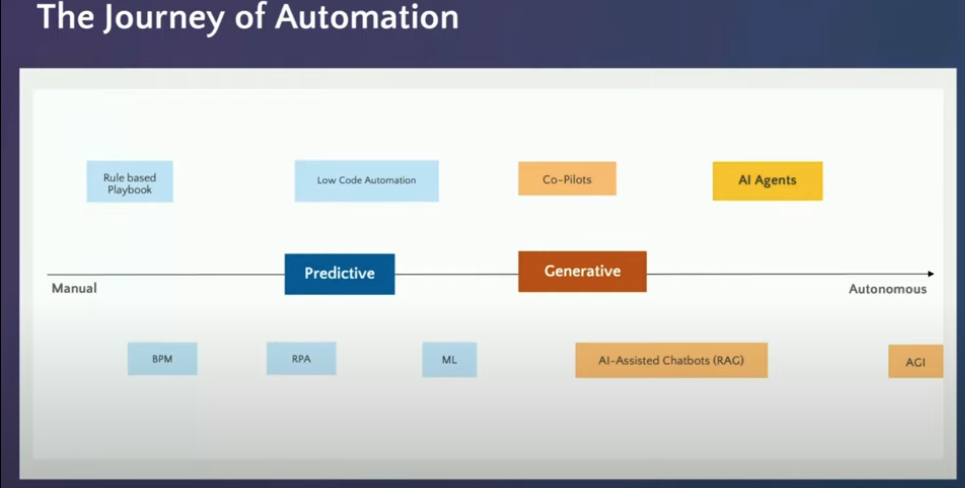 The Journey of Automation
Rule based
Playbook
Low Code Automation
Co-Pilots
AI Agents
Predictive
Generative
Manual
Autonomous
BPM
RPA
ML
AI-Assisted Chatbots (RAG)
AGI